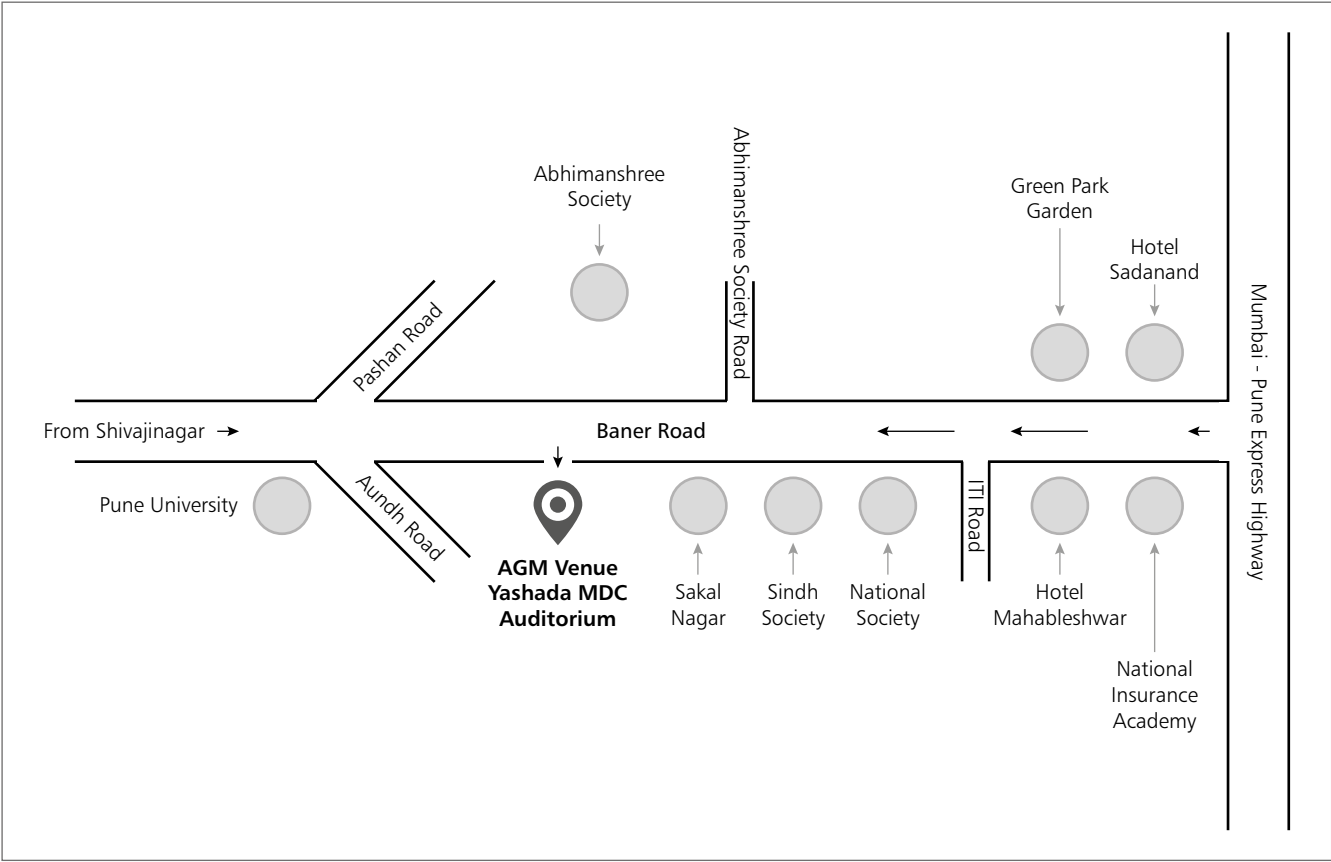 Abhimanshree
Society
Abhimanshree Society Road
Green Park
Garden
Hotel
Sadanand
Mumbai - Pune Express Highway
Pashan Road
From Shivajinagar
Baner Road
Pune University
Aundh Road
ITI Road
AGM Venue
Yashada MDC
Auditorium
Sakal
Nagar
Sindh
Society
National
Society
Hotel
Mahableshwar
National
Insurance
Academy